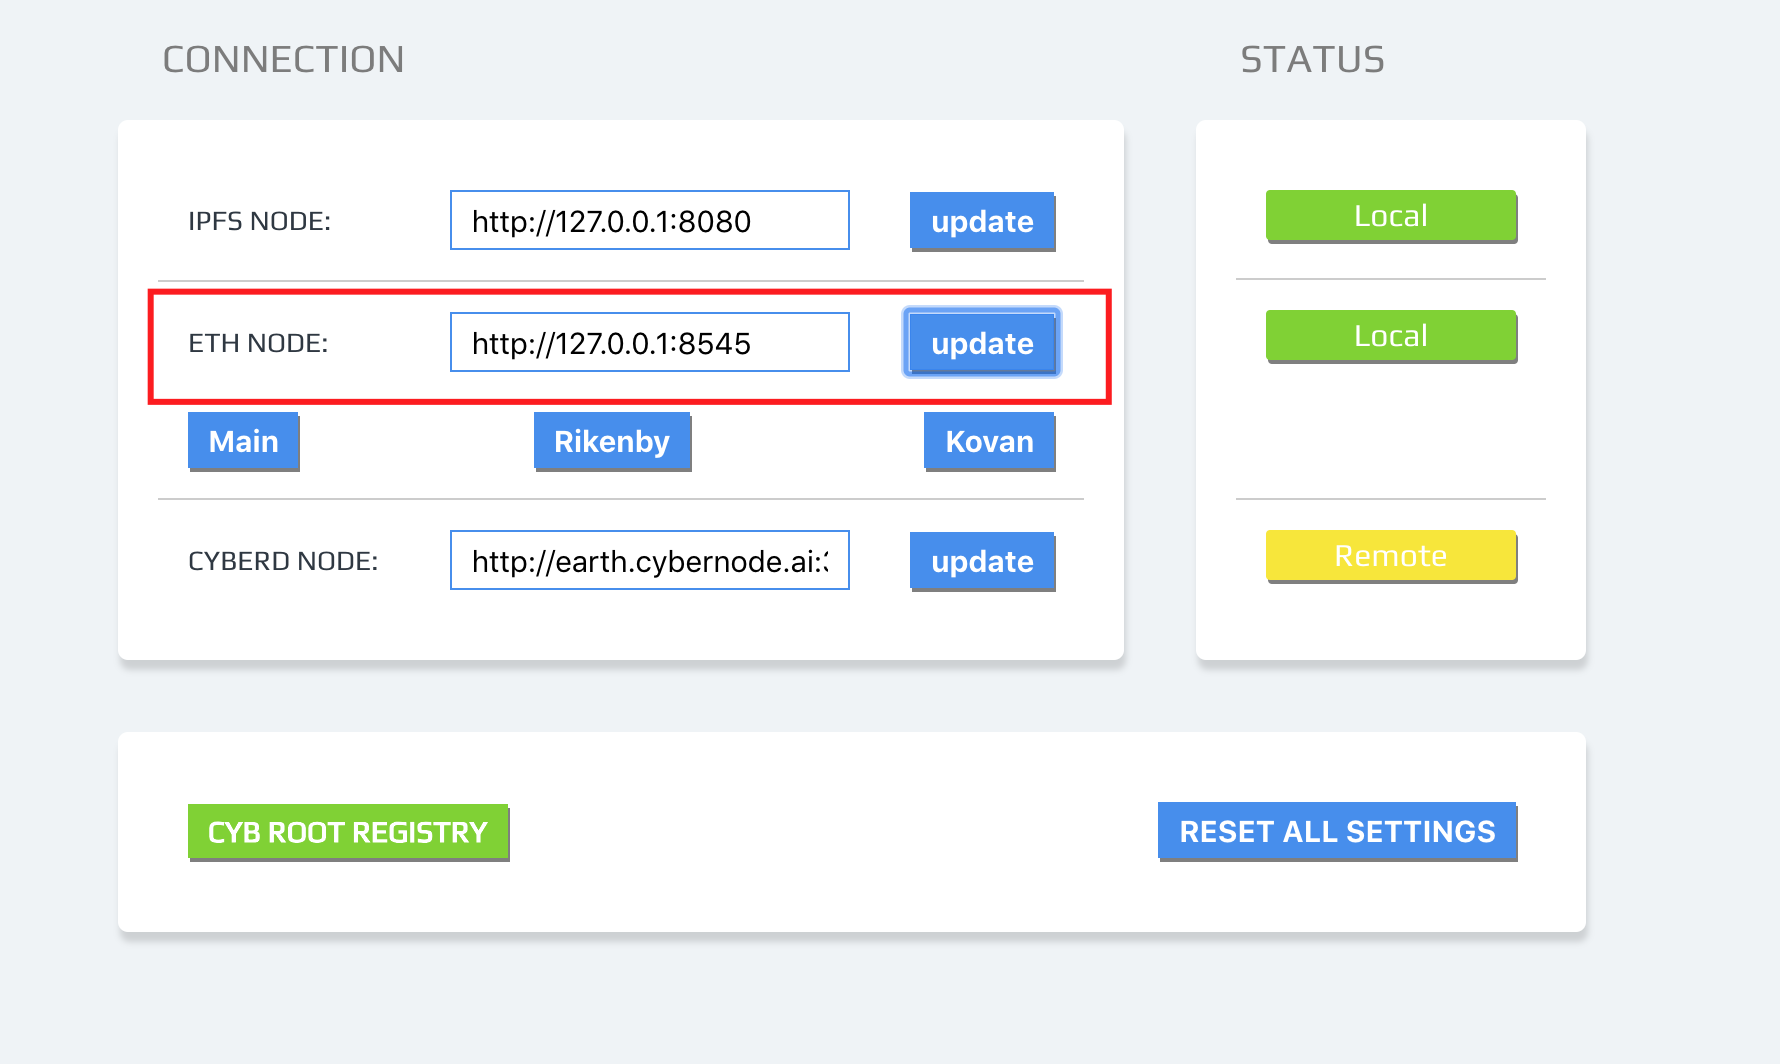 CONNECTION
STATUS
IPFS NODE:
http://127.0.0.1:8080
update
Local
ETH NODE:
http://127.0.0.1:8545
update
Local
Main
Rikenby
Kovan
CYBERD NODE:
http://earth.cybernode.ai:
update
Remote
CYB ROOT REGISTRY
RESET ALL SETTINGS